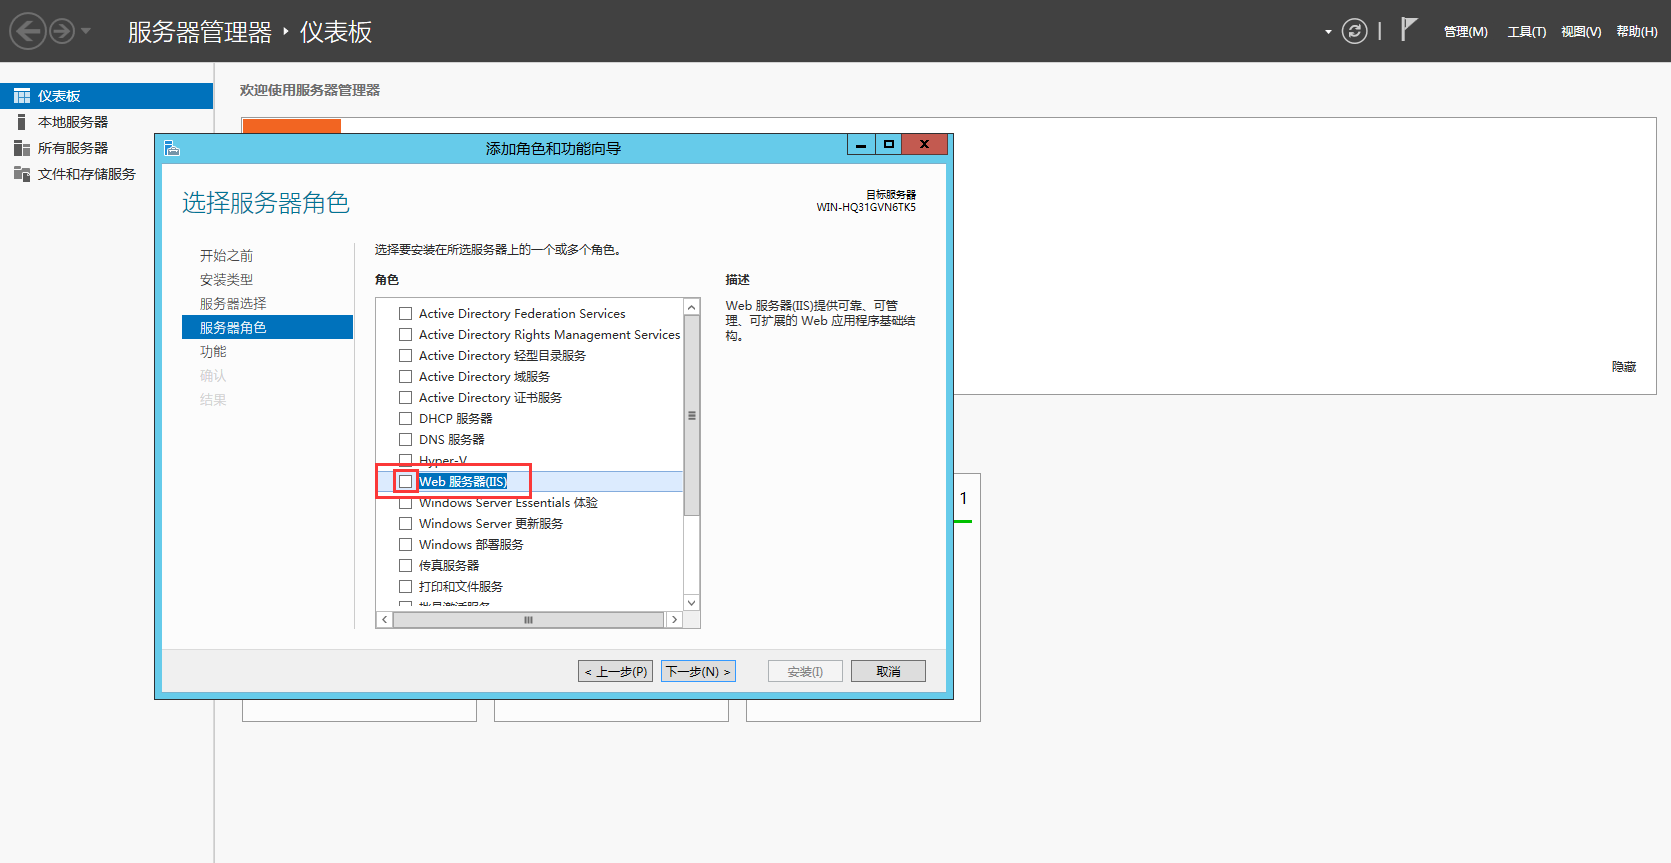 服务器管理器 ‣ 仪表板
管理(M) 工具(T) 视图(V) 帮助(H)
仪表板
本地服务器
所有服务器
文件和存储服务
欢迎使用服务器管理器
隐藏
1
添加角色和功能向导
选择服务器角色
目标服务器
WIN-HQ31GVN6TK5
开始之前
安装类型
服务器选择
服务器角色
功能
确认
结果
选择要安装在所选服务器上的一个或多个角色。
角色
Active Directory Federation Services
Active Directory Rights Management Services
Active Directory 轻型目录服务
Active Directory 域服务
Active Directory 证书服务
DHCP 服务器
DNS 服务器
Hyper-V
Web 服务器(IIS)
Windows Server Essentials 体验
Windows Server 更新服务
Windows 部署服务
传真服务器
打印和文件服务
批量激活服务
描述
Web 服务器(IIS)提供可靠、可管
理、可扩展的 Web 应用程序基础结
构。
< 上一步(P) 下一步(N) > 安装(I) 取消